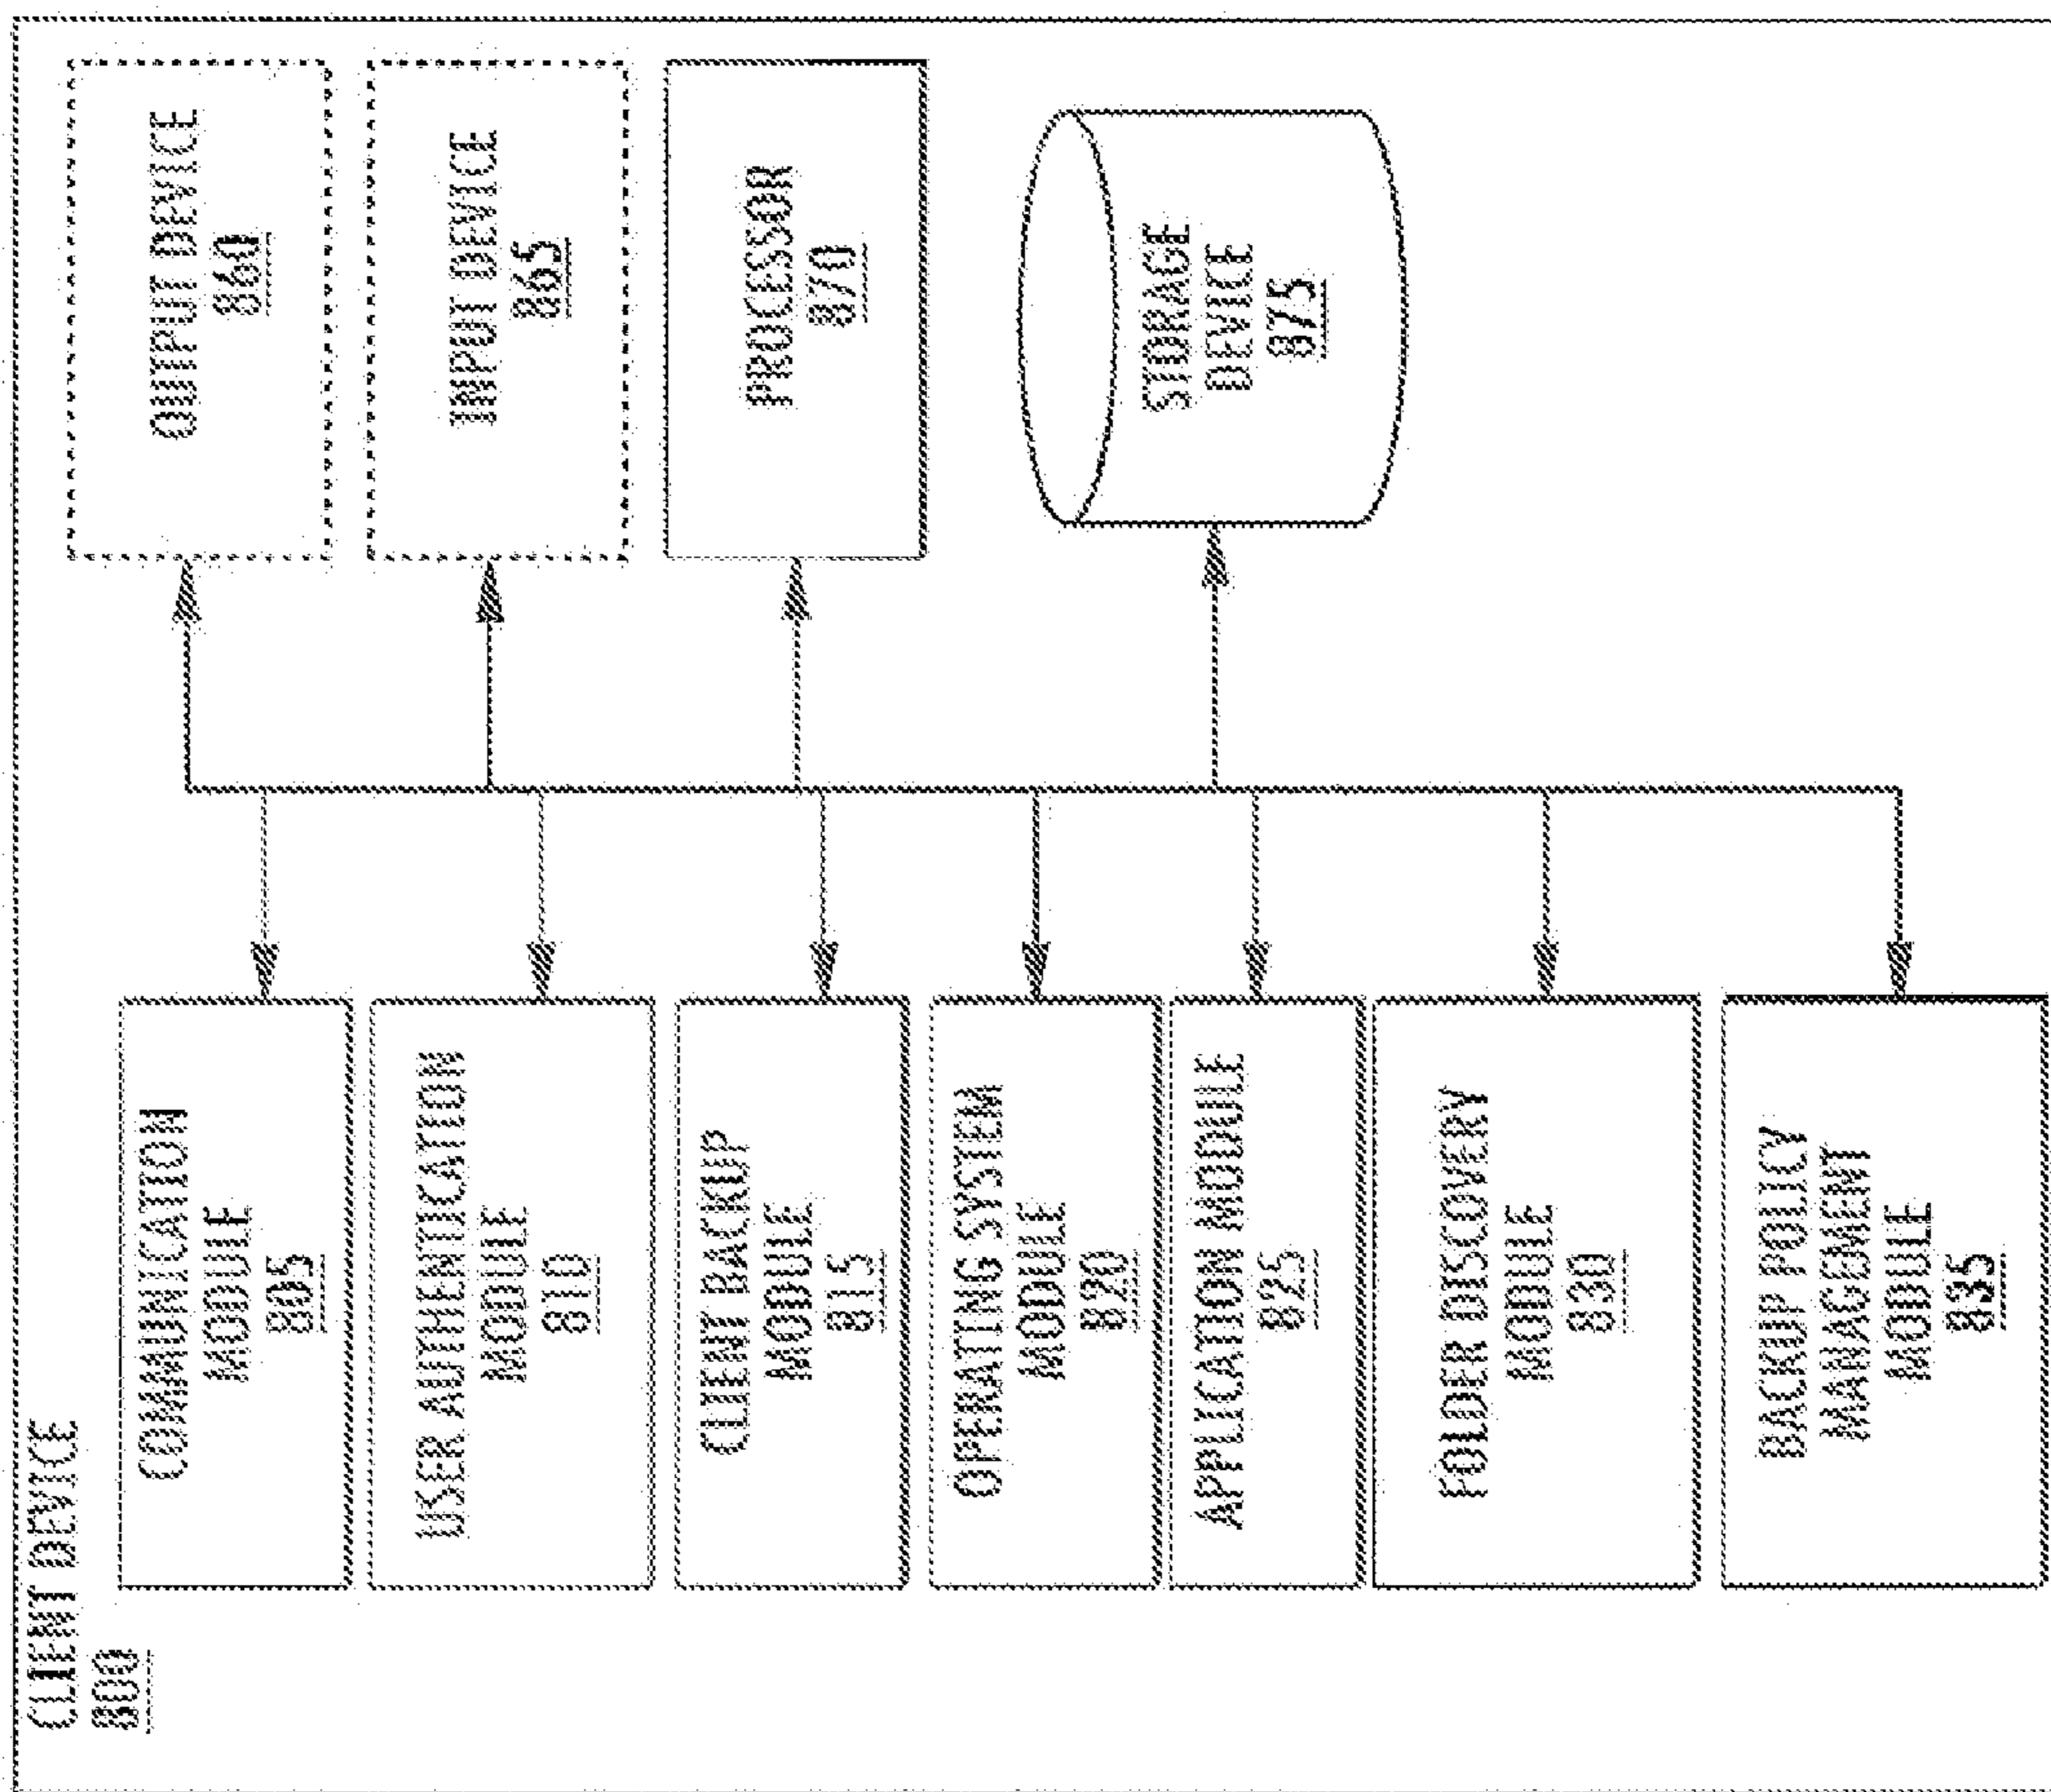 CLIENT DEVICE
800
COMMUNICATION
MODULE
805
USER AUTHENTICATION
MODULE
810
CLIENT BACKUP
MODULE
815
OPERATING SYSTEM
MODULE
820
APPLICATION MODULE
825
FOLDER DISCOVERY
MODULE
830
BACKUP POLICY
MANAGEMENT
MODULE
835
OUTPUT DEVICE
860
INPUT DEVICE
865
PROCESSOR
870
STORAGE
DEVICE
875